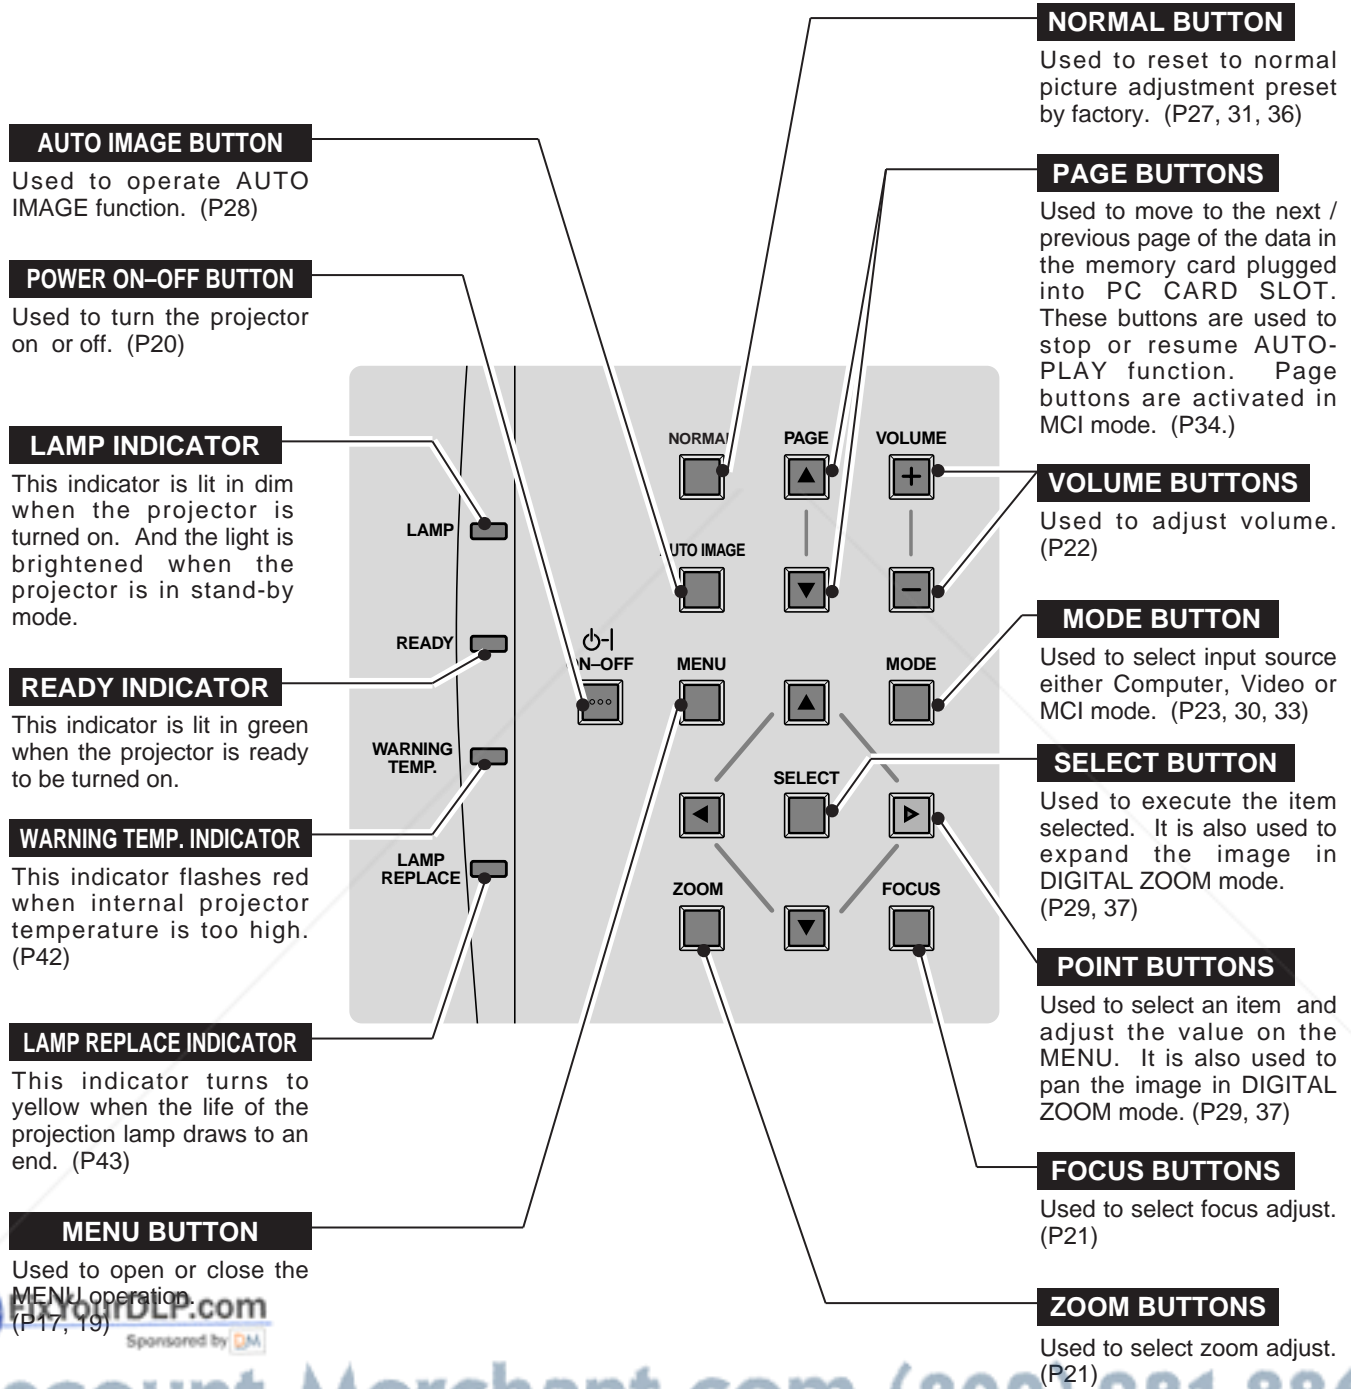 NORMAL BUTTON
Used to reset to normal
picture adjustment preset
by factory. (P27, 31, 36)
AUTO IMAGE BUTTON
Used to operate AUTO
IMAGE function. (P28)
PAGE BUTTONS
Used to move to the next /
previous page of the data in
the memory card plugged
into PC CARD SLOT.
These buttons are used to
stop or resume AUTO-
PLAY function. Page
buttons are activated in
MCI mode. (P34.)
POWER ON–OFF BUTTON
Used to turn the projector
on or off. (P20)
LAMP INDICATOR
This indicator is lit in dim
when the projector is
turned on. And the light is
brightened when the
projector is in stand-by
mode.
VOLUME BUTTONS
Used to adjust volume.
(P22)
MODE BUTTON
Used to select input source
either Computer, Video or
MCI mode. (P23, 30, 33)
READY INDICATOR
This indicator is lit in green
when the projector is ready
to be turned on.
SELECT BUTTON
Used to execute the item
selected. It is also used to
expand the image in
DIGITAL ZOOM mode.
(P29, 37)
WARNING TEMP. INDICATOR
This indicator flashes red
when internal projector
temperature is too high.
(P42)
POINT BUTTONS
Used to select an item and
adjust the value on the
MENU. It is also used to
pan the image in DIGITAL
ZOOM mode. (P29, 37)
LAMP REPLACE INDICATOR
This indicator turns to
yellow when the life of the
projection lamp draws to an
end. (P43)
FOCUS BUTTONS
Used to select focus adjust.
(P21)
MENU BUTTON
Used to open or close the
MENU operation.
(P17, 19)
ZOOM BUTTONS
Used to select zoom adjust.
(P21)
NORMAL PAGE VOLUME
LAMP
AUTO IMAGE
READY
ON–OFF MENU MODE
WARNING
TEMP.
SELECT
LAMP
REPLACE
ZOOM FOCUS
FixYourDLP.com
Sponsored by DM